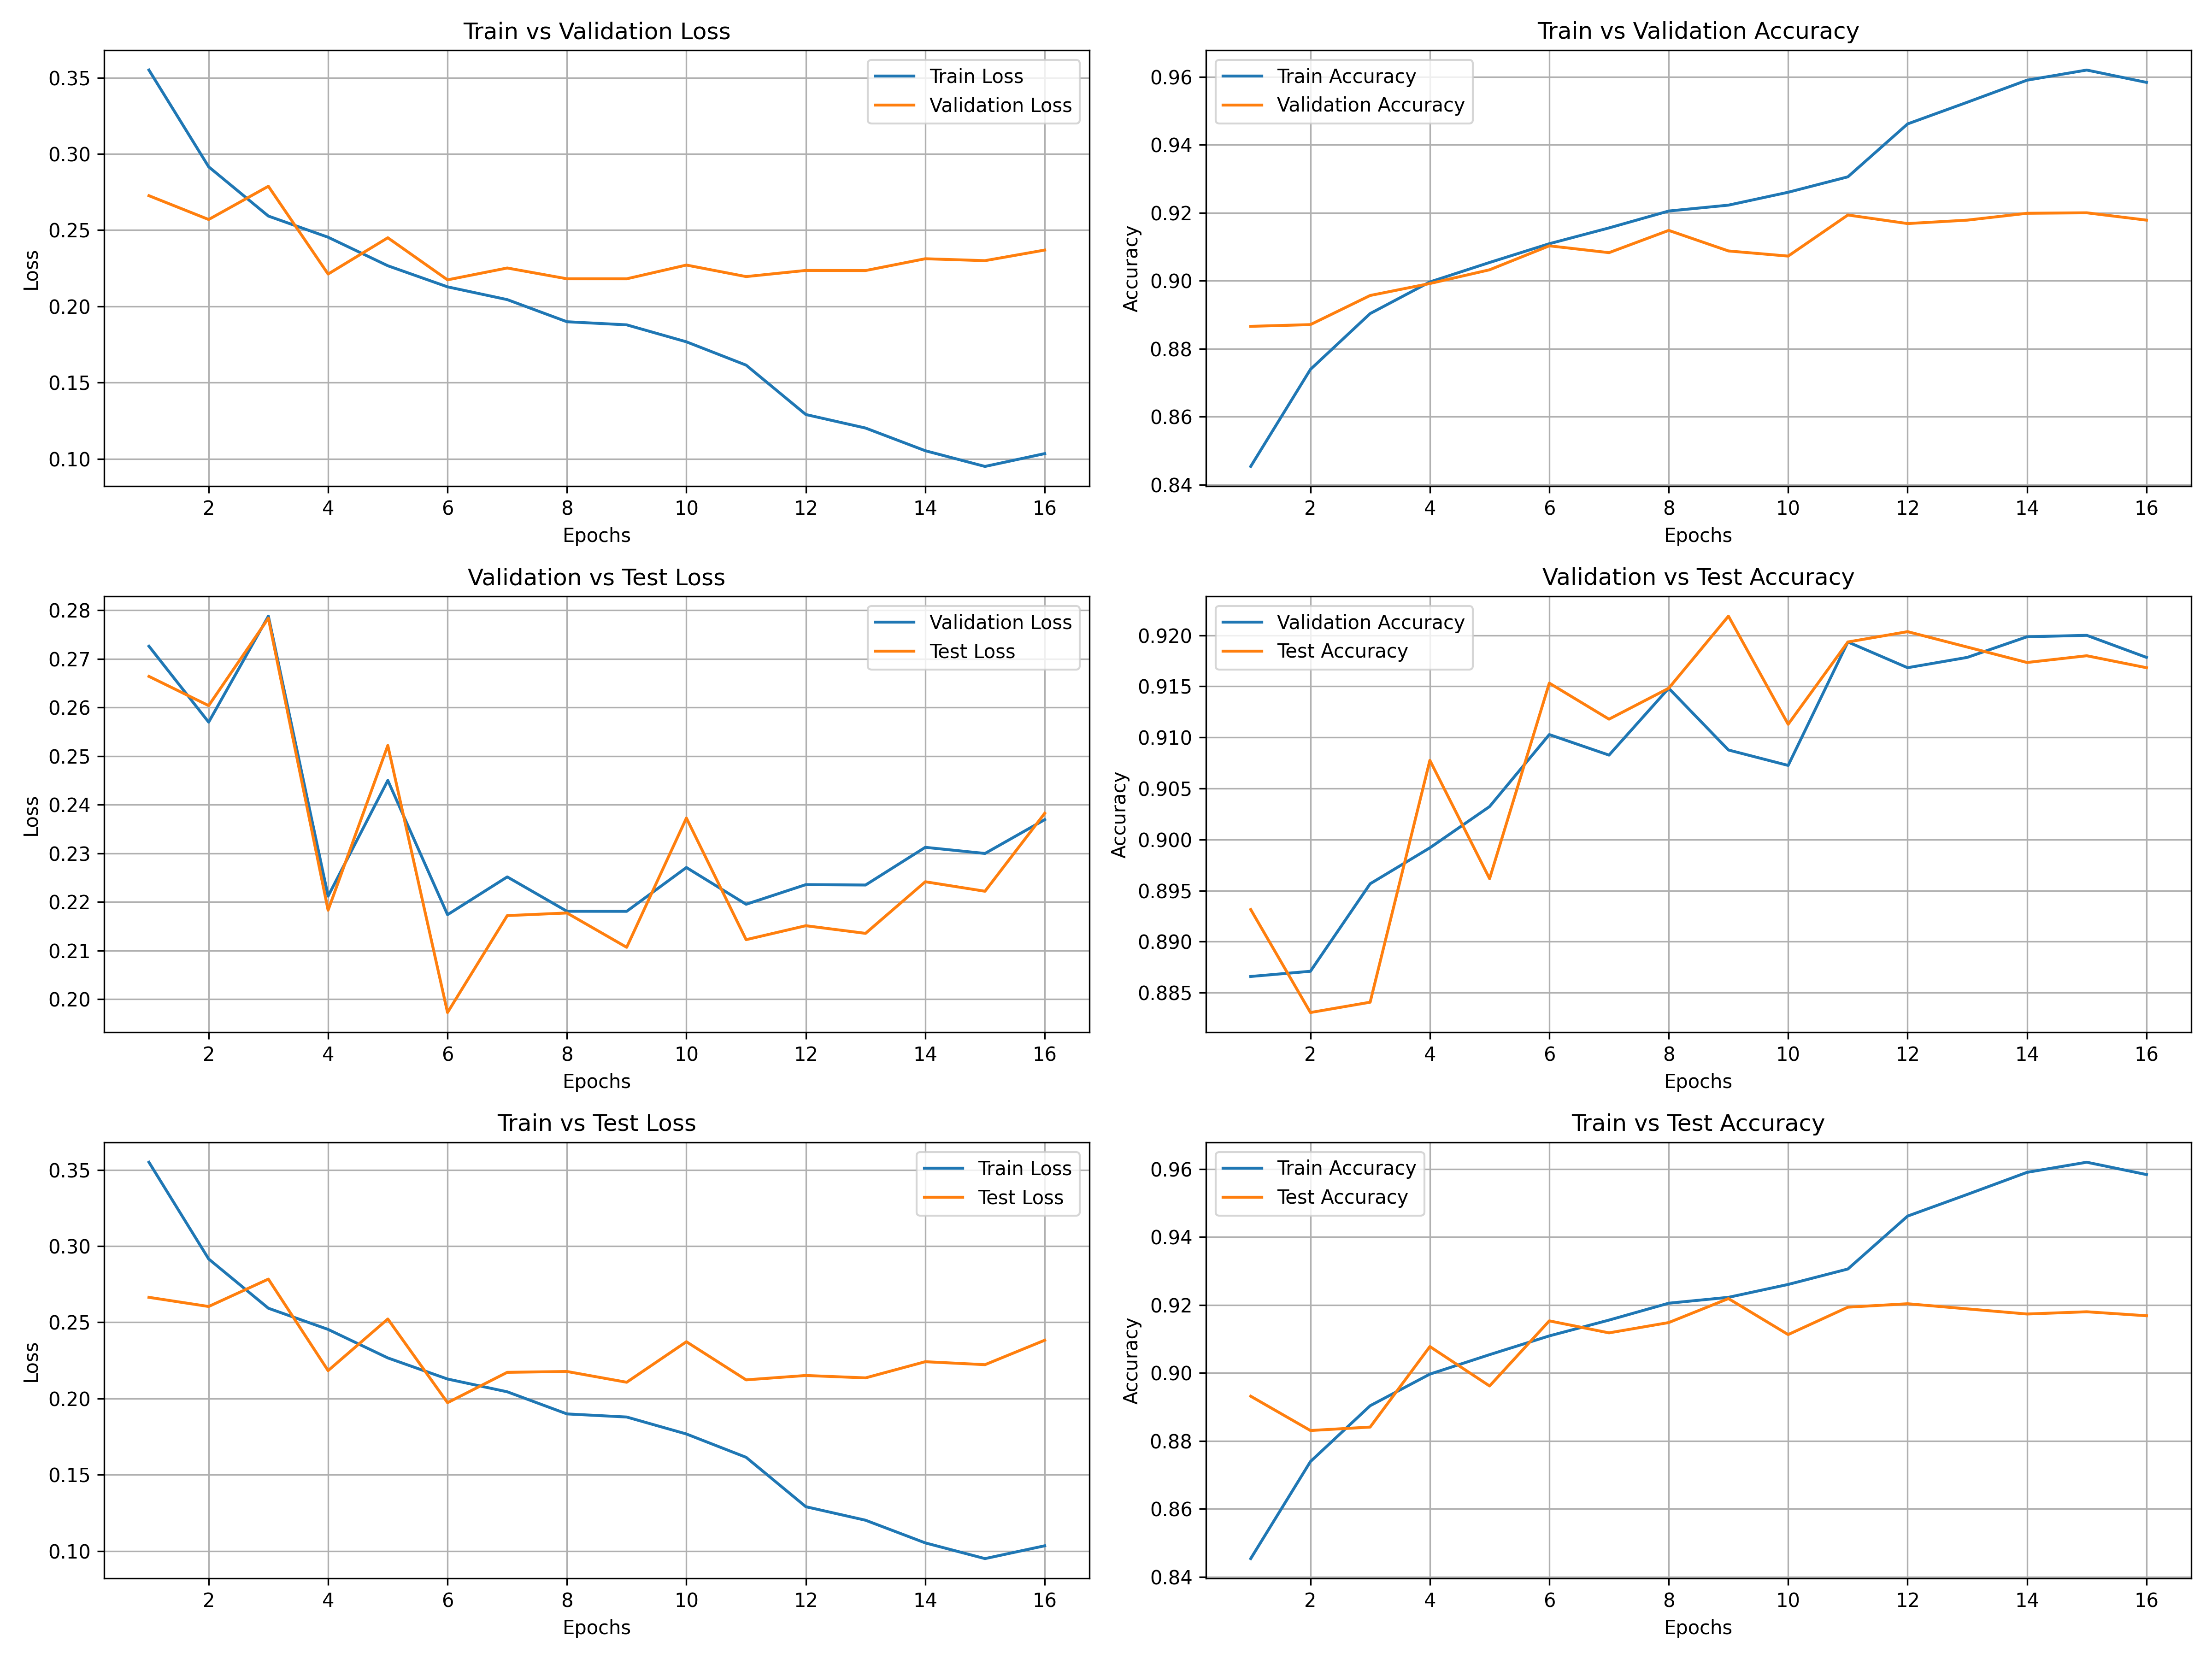 Train vs Validation Loss
Train Loss
Validation Loss
0.35
0.30
0.25
0.20
0.15
0.10
Loss
2 4 6 8 10 12 14 16
Epochs
Train vs Validation Accuracy
Train Accuracy
Validation Accuracy
0.96
0.94
0.92
0.90
0.88
0.86
0.84
Accuracy
2 4 6 8 10 12 14 16
Epochs
Validation vs Test Loss
Validation Loss
Test Loss
0.28
0.27
0.26
0.25
0.24
0.23
0.22
0.21
0.20
Loss
2 4 6 8 10 12 14 16
Epochs
Validation vs Test Accuracy
Validation Accuracy
Test Accuracy
0.920
0.915
0.910
0.905
0.900
0.895
0.890
0.885
Accuracy
2 4 6 8 10 12 14 16
Epochs
Train vs Test Loss
Train Loss
Test Loss
0.35
0.30
0.25
0.20
0.15
0.10
Loss
2 4 6 8 10 12 14 16
Epochs
Train vs Test Accuracy
Train Accuracy
Test Accuracy
0.96
0.94
0.92
0.90
0.88
0.86
0.84
Accuracy
2 4 6 8 10 12 14 16
Epochs